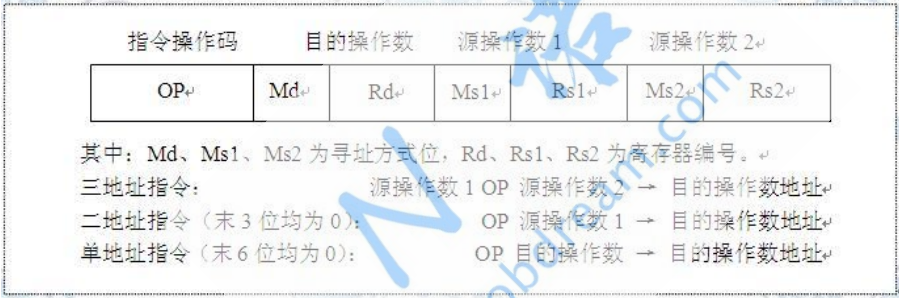 指令操作码 目的操作数 源操作数 1 源操作数 2
OP Md Rd Ms1 Rs1 Ms2 Rs2
其中：Md、Ms1、Ms2 为寻址方式位，Rd、Rs1、Rs2 为寄存器编号。
三地址指令： 源操作数 1 OP 源操作数 2 → 目的操作数地址
二地址指令（末 3 位均为 0）： OP 源操作数 1 → 目的操作数地址
单地址指令（末 6 位均为 0）： OP 目的操作数 → 目的操作数地址